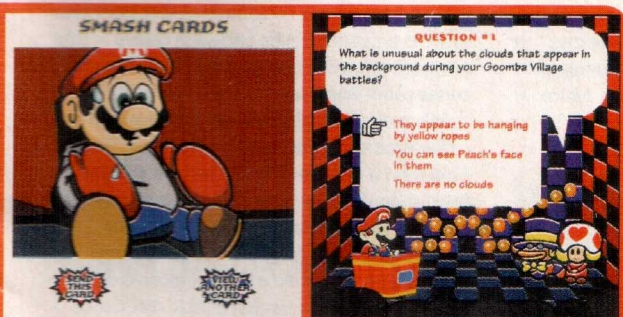 SMASH CARDS
M
SEND
THIS
CARD
VIEW
ANOTHER
CARD
QUESTION #1
What is unusual about the clouds that appear in
the background during your Goomba Village
battles?
They appear to be hanging
by yellow ropes
You can see Peach's face
in them
There are no clouds